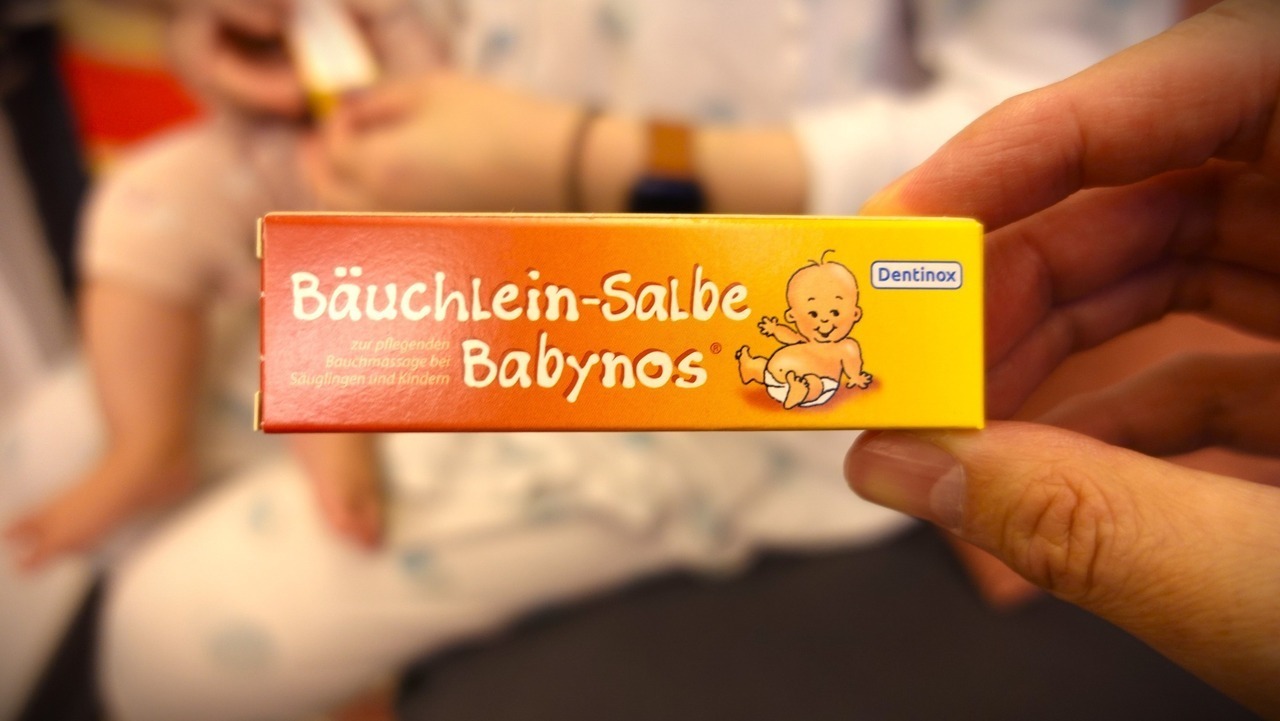 Bäuchlein-Salbe
Dentinox
zur pflegenden
Bauchmassage bei
Säuglingen und Kindern
Babynos®